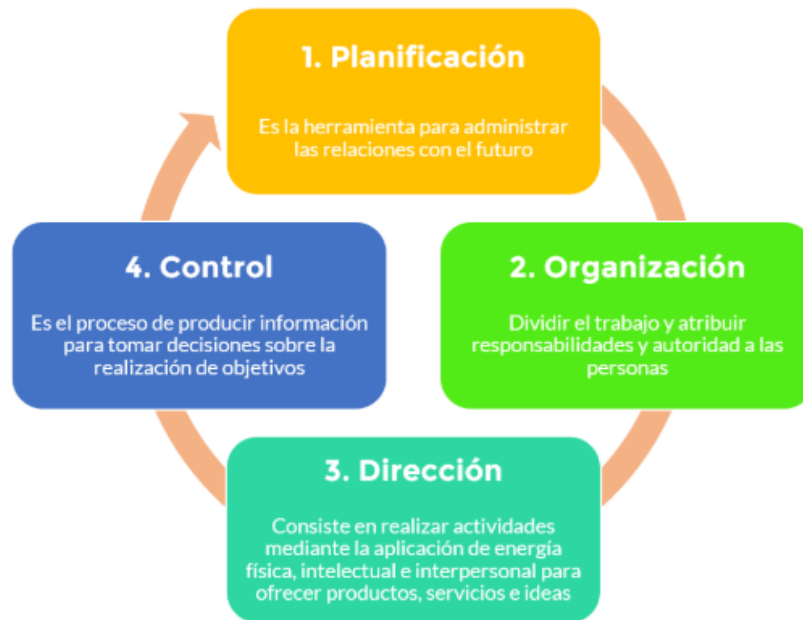 1. Planificación
Es la herramienta para administrar
las relaciones con el futuro
2. Organización
Dividir el trabajo y atribuir
responsabilidades y autoridad a las
personas
3. Dirección
Consiste en realizar actividades
mediante la aplicación de energía
física, intelectual e interpersonal para
ofrecer productos, servicios e ideas
4. Control
Es el proceso de producir información
para tomar decisiones sobre la
realización de objetivos